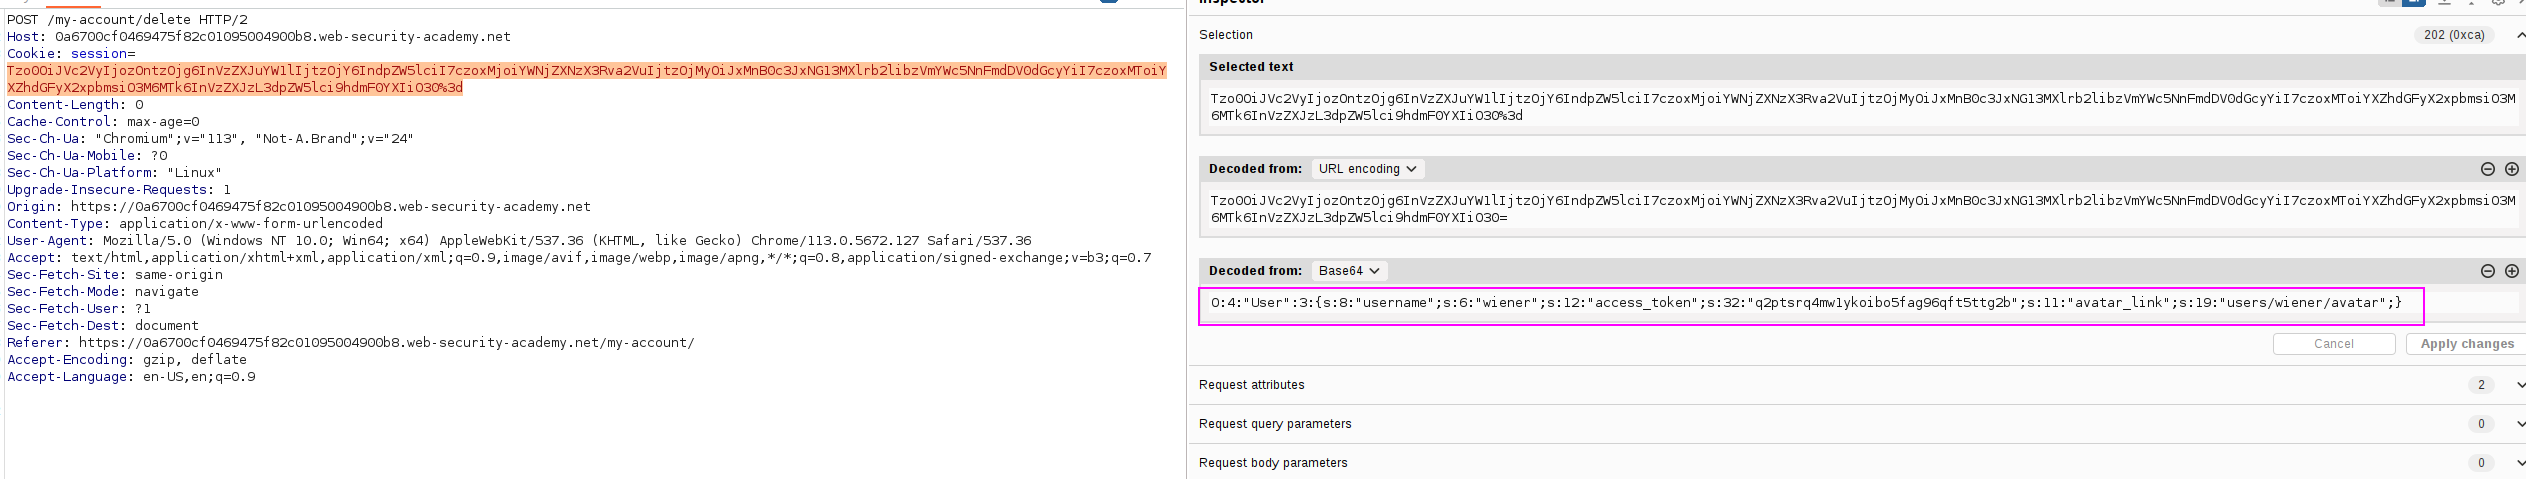 POST /my-account/delete HTTP/2
Host: 0a6700cf0469475f82c01095004900b8.web-security-academy.net
Cookie: session=
Tzo0OiJVc2VyIjozOntzOjg6InVzZXJuYW1lIjtzOjY6IndpZW5lciI7czoxMjoiYWNjZXNzX3Rva2VuIjtzOjMyOiJxMnB0c3JxNG13MXlrb2libzVmYWc5NnFmdDV0dGcyYiI7czoxMToiY
XZhdGFyX2xpbmsiO3M6MTk6InVzZXJzL3dpZW5lci9hdmF0YXIiO30%3d
Content-Length: 0
Cache-Control: max-age=0
Sec-Ch-Ua: "Chromium";v="113", "Not-A.Brand";v="24"
Sec-Ch-Ua-Mobile: ?0
Sec-Ch-Ua-Platform: "Linux"
Upgrade-Insecure-Requests: 1
Origin: https://0a6700cf0469475f82c01095004900b8.web-security-academy.net
Content-Type: application/x-www-form-urlencoded
User-Agent: Mozilla/5.0 (Windows NT 10.0; Win64; x64) AppleWebKit/537.36 (KHTML, like Gecko) Chrome/113.0.5672.127 Safari/537.36
Accept: text/html,application/xhtml+xml,application/xml;q=0.9,image/avif,image/webp,image/apng,*/*;q=0.8,application/signed-exchange;v=b3;q=0.7
Sec-Fetch-Site: same-origin
Sec-Fetch-Mode: navigate
Sec-Fetch-User: ?1
Sec-Fetch-Dest: document
Referer: https://0a6700cf0469475f82c01095004900b8.web-security-academy.net/my-account/
Accept-Encoding: gzip, deflate
Accept-Language: en-US,en;q=0.9
Inspector
Selection 202 (0xca)
Selected text
Tzo0OiJVc2VyIjozOntzOjg6InVzZXJuYW1lIjtzOjY6IndpZW5lciI7czoxMjoiYWNjZXNzX3Rva2VuIjtzOjMyOiJxMnB0c3JxNG13MXlrb2libzVmYWc5NnFmdDV0dGcyYiI7czoxMToiYXZhdGFyX2xpbmsiO3M
6MTk6InVzZXJzL3dpZW5lci9hdmF0YXIiO30%3d
Decoded from: URL encoding
Tzo0OiJVc2VyIjozOntzOjg6InVzZXJuYW1lIjtzOjY6IndpZW5lciI7czoxMjoiYWNjZXNzX3Rva2VuIjtzOjMyOiJxMnB0c3JxNG13MXlrb2libzVmYWc5NnFmdDV0dGcyYiI7czoxMToiYXZhdGFyX2xpbmsiO3M
6MTk6InVzZXJzL3dpZW5lci9hdmF0YXIiO30=
Decoded from: Base64
O:4:"User":3:{s:8:"username";s:6:"wiener";s:12:"access_token";s:32:"q2ptsrq4mw1ykoibo5fag96qft5ttg2b";s:11:"avatar_link";s:19:"users/wiener/avatar";}
Cancel Apply changes
Request attributes 2
Request query parameters 0
Request body parameters 0